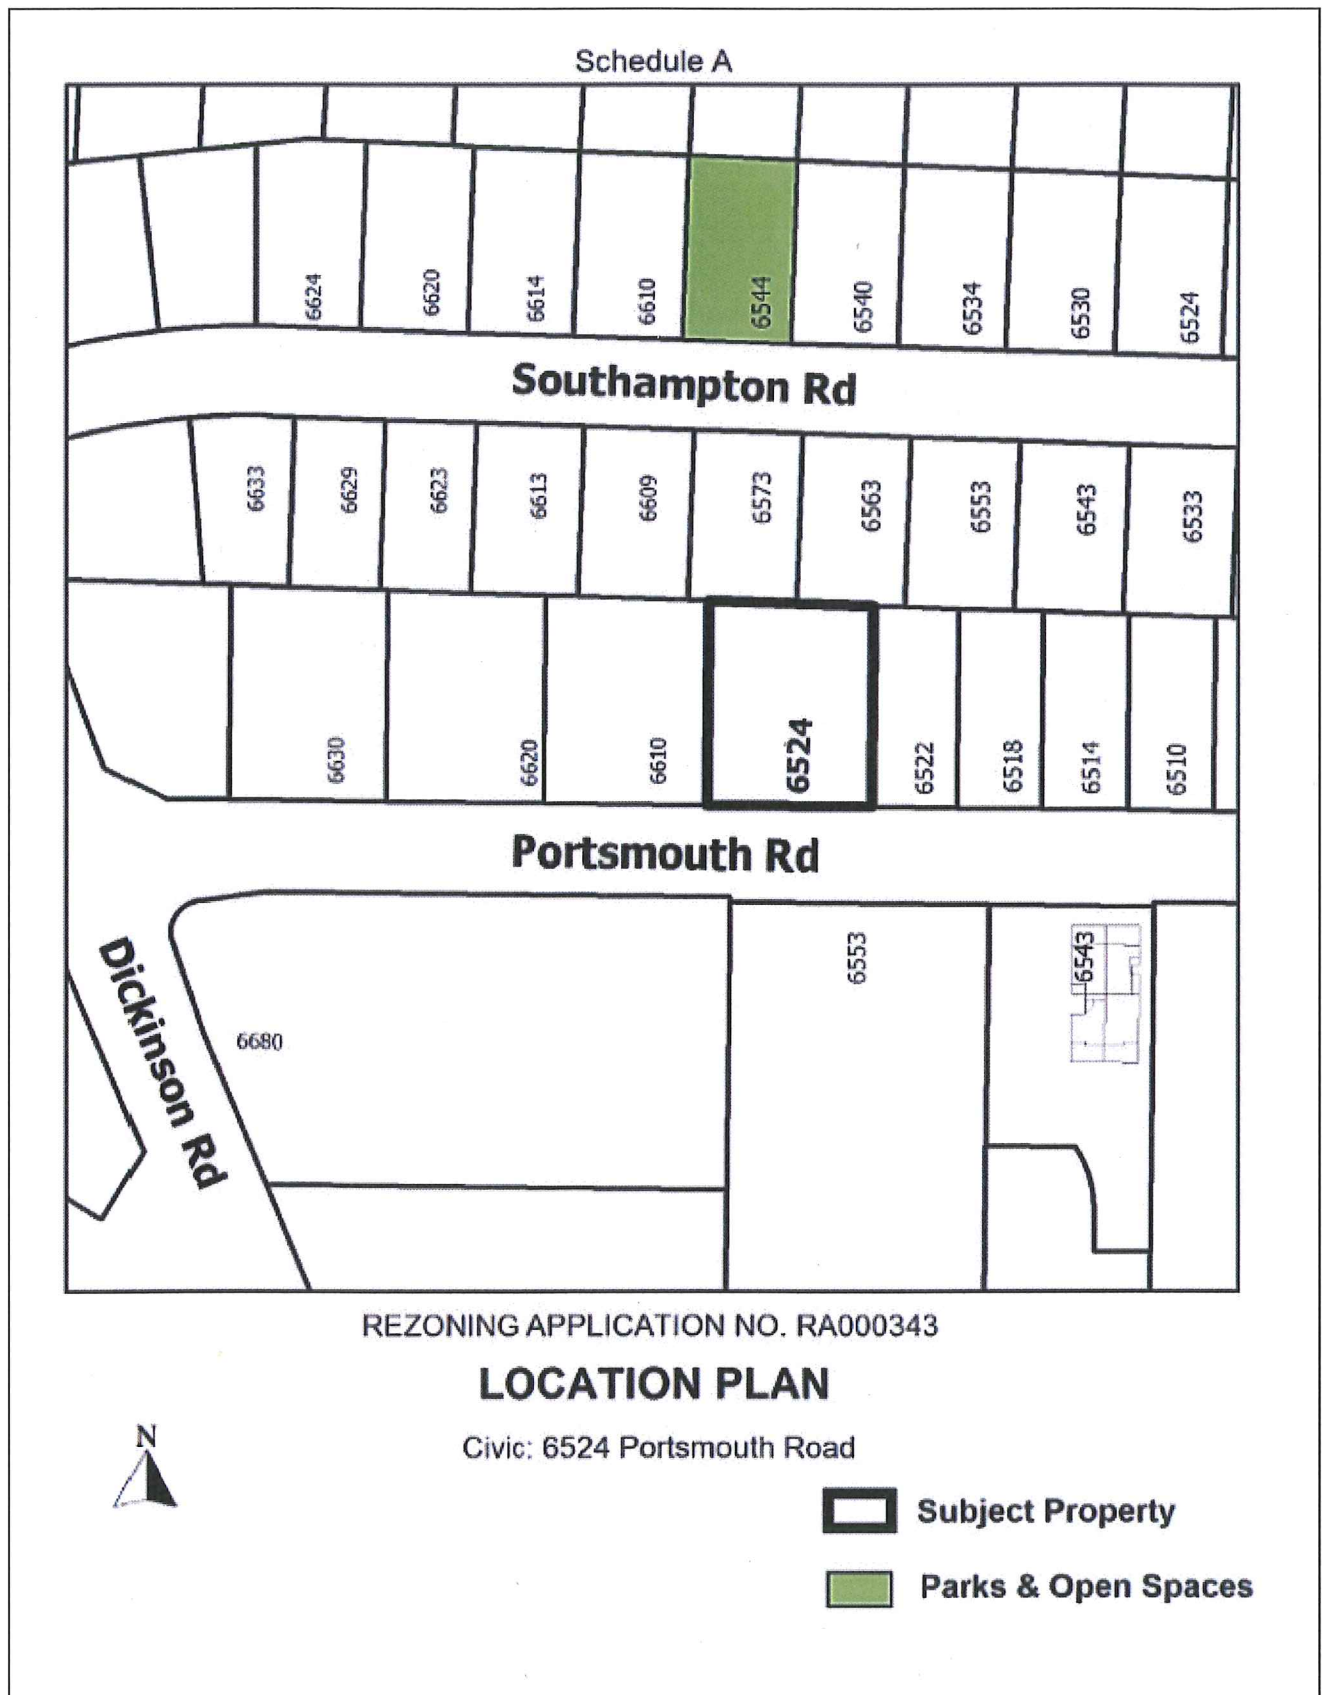 Schedule A
6624 6620 6614 6610 6544 6540 6534 6530 6524
Southampton Rd
6633 6629 6623 6613 6609 6573 6563 6553 6543 6533
6630 6620 6610 6524 6522 6518 6514 6510
Portsmouth Rd
Dickinson Rd
6680
6553
6543
REZONING APPLICATION NO. RA000343
LOCATION PLAN
N
Civic: 6524 Portsmouth Road
Subject Property
Parks & Open Spaces